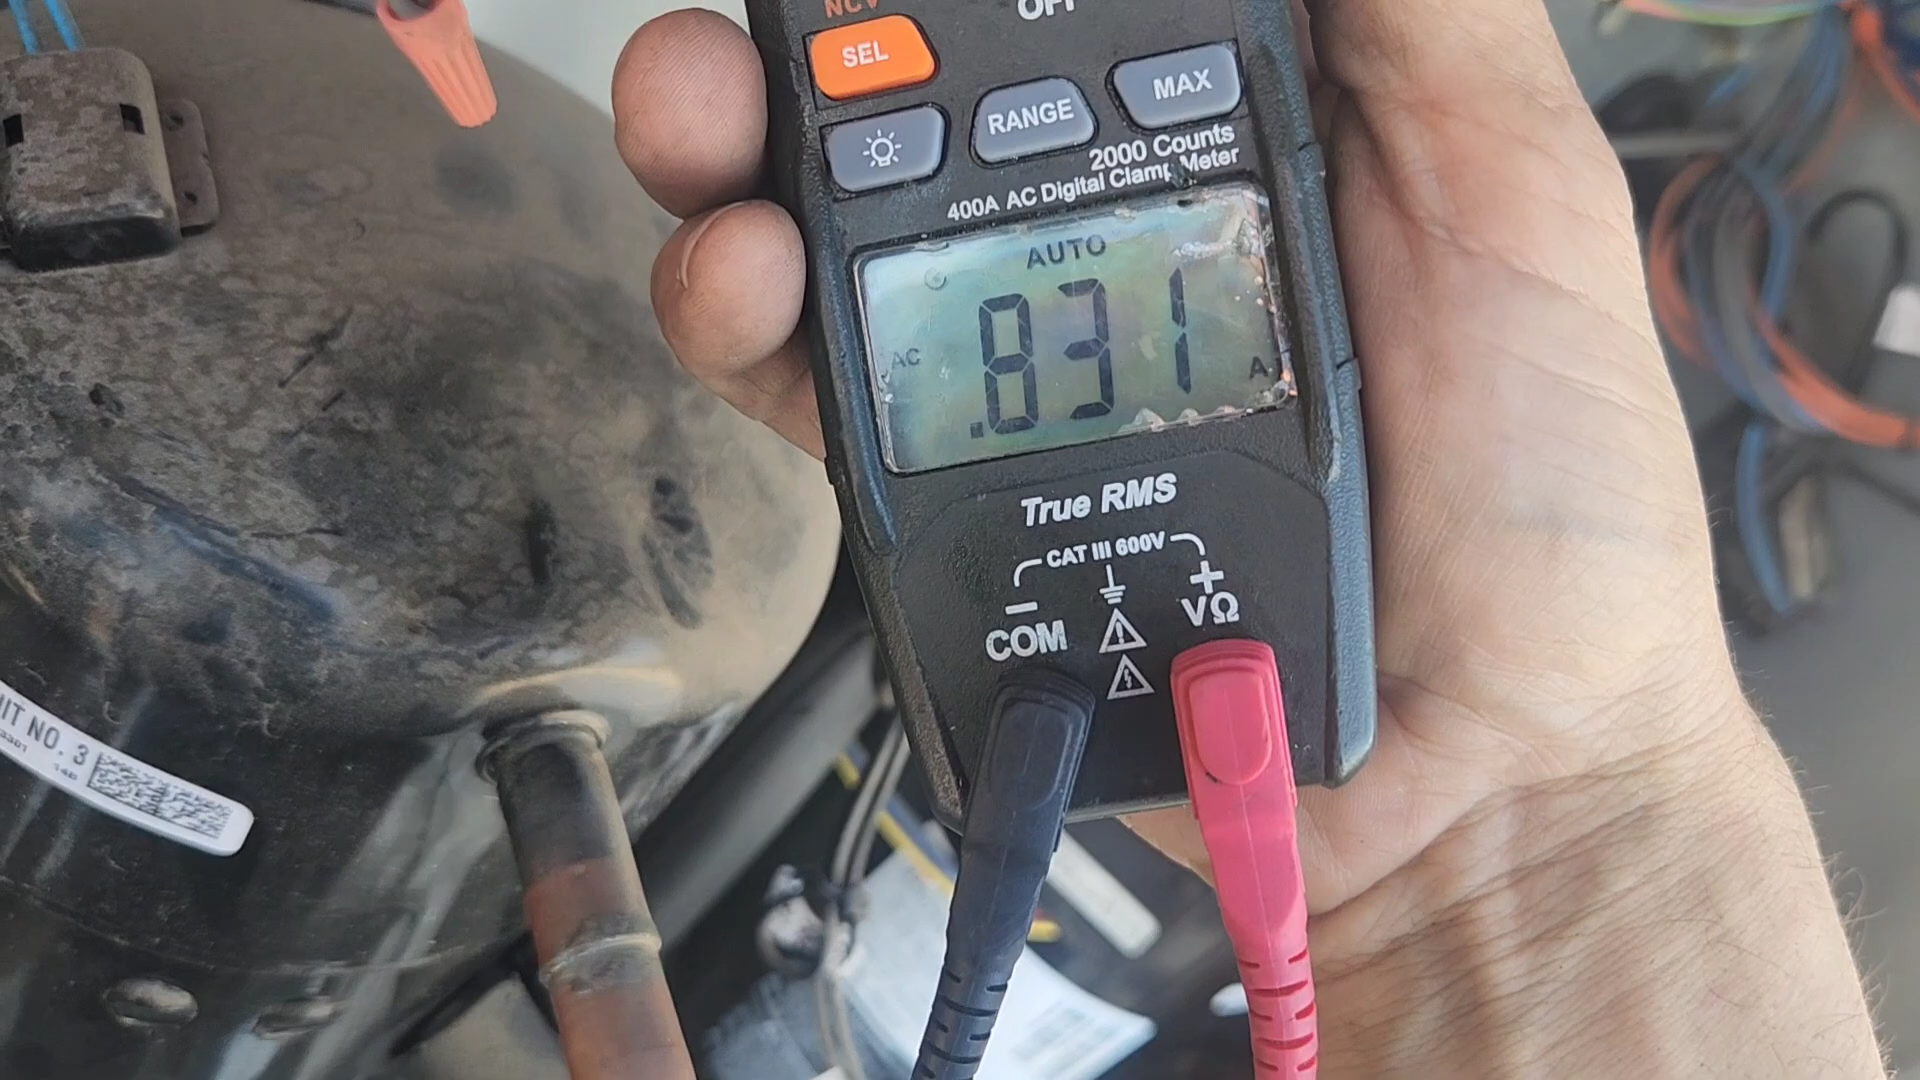 NCV
OFF
SEL
RANGE
MAX
2000 Counts
400A AC Digital Clamp Meter
AUTO
AC
.831
A
True RMS
CAT III 600V
COM
VΩ
NO. 3